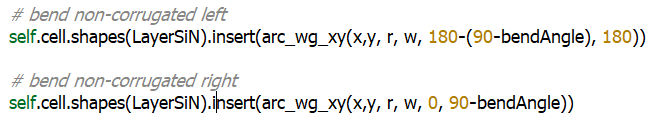 # bend non-corrugated left
self.cell.shapes(LayerSiN).insert(arc_wg_xy(x,y, r, w, 180-(90-bendAngle), 180))
# bend non-corrugated right
self.cell.shapes(LayerSiN).insert(arc_wg_xy(x,y, r, w, 0, 90-bendAngle))